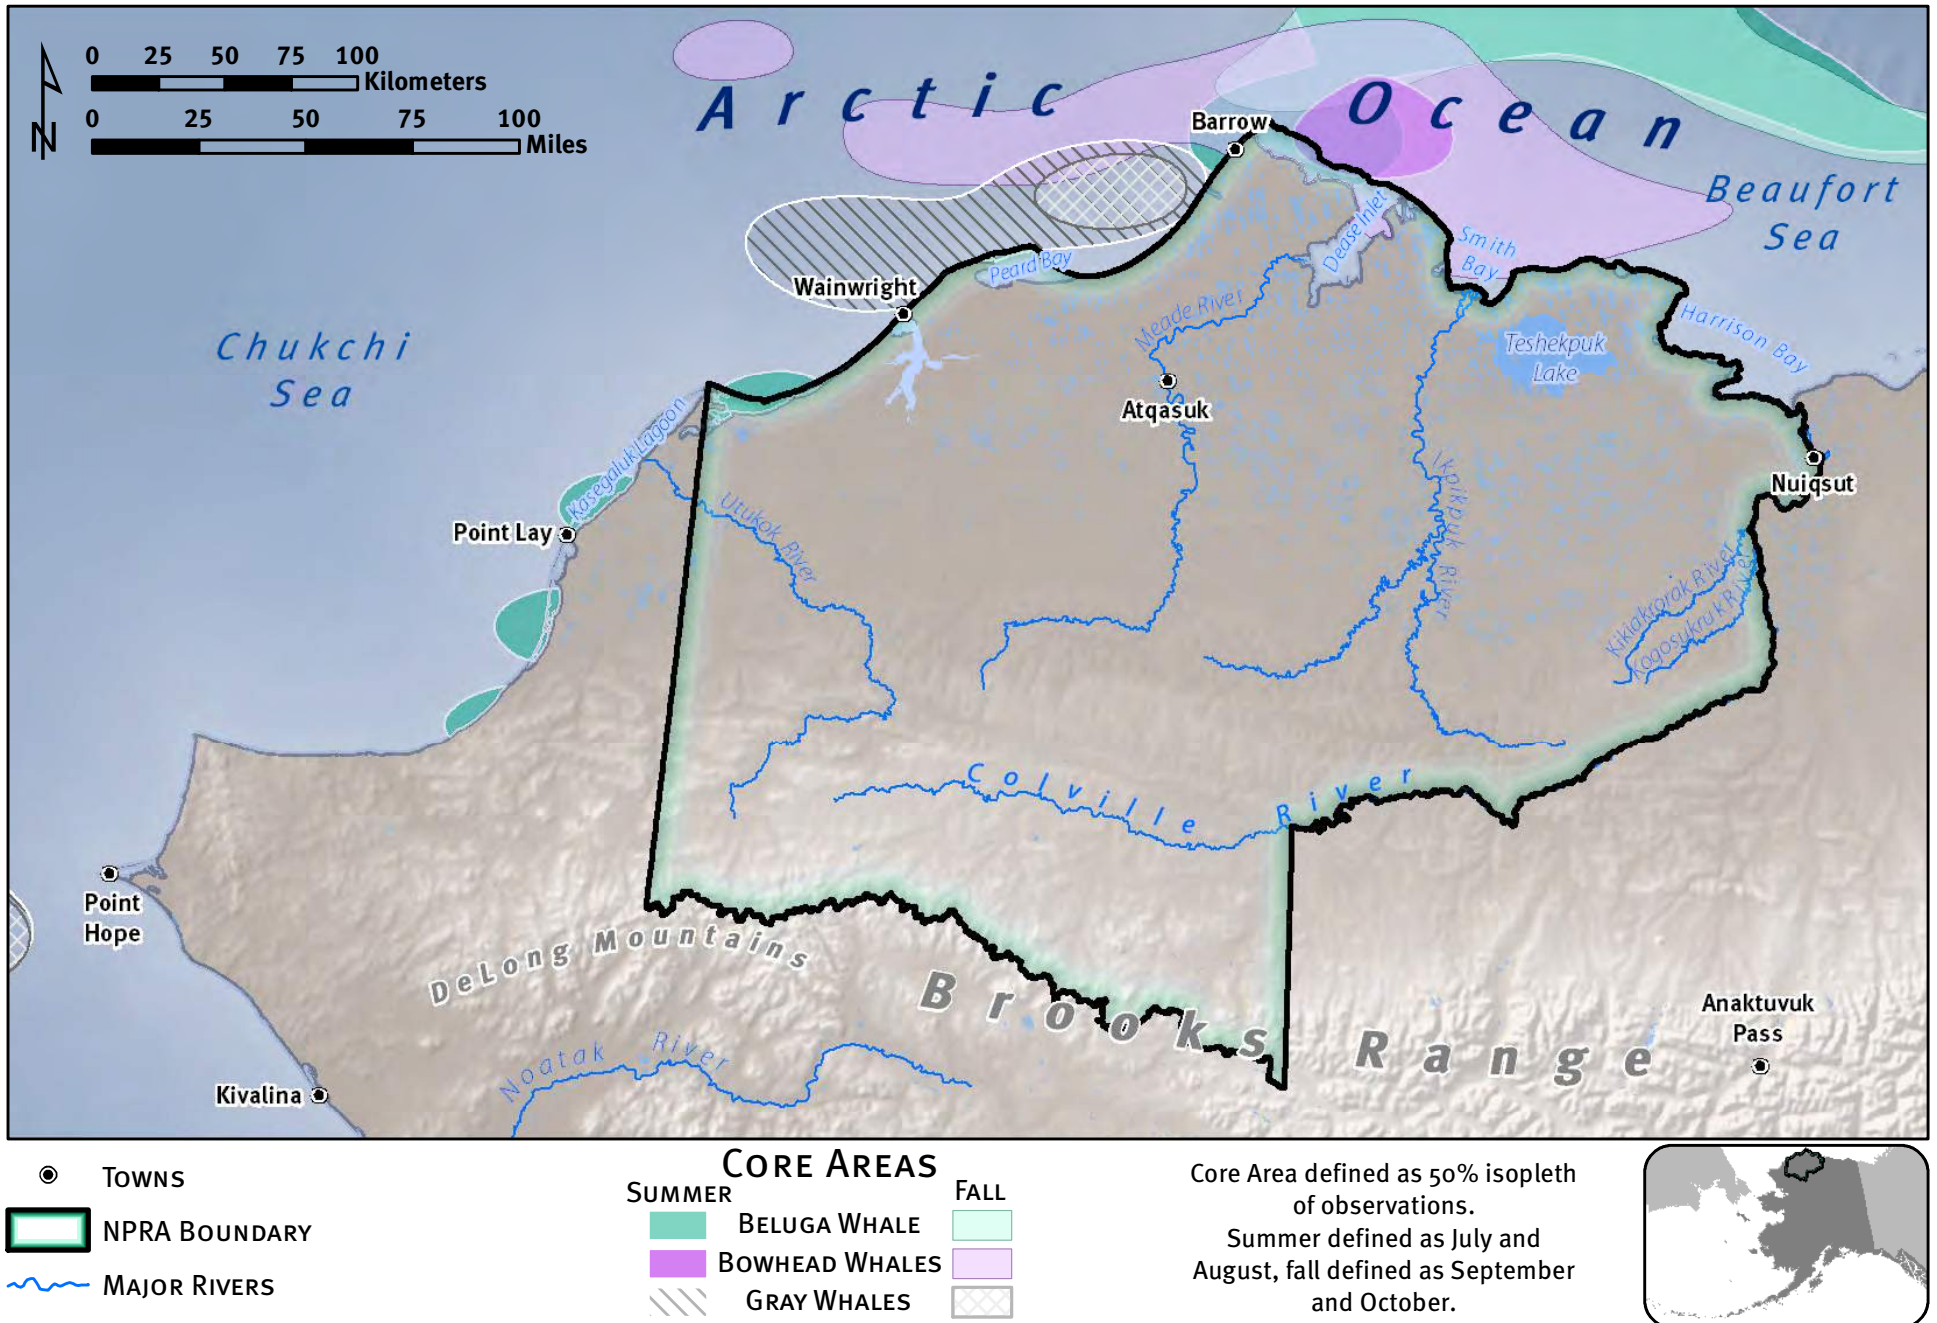 0 25 50 75 100
Kilometers
0 25 50 75 100
Miles
N
Arctic Ocean
Barrow
Beaufort
Sea
Dease Inlet
Smith
Bay
Peard Bay
Wainwright
Meade River
Chukchi
Sea
Harrison Bay
Teshekpuk
Lake
Atqasuk
Kasegaluk Lagoon
Ikpikpuk River
Nuiqsut
Utukok River
Point Lay
Kikiakrorak River
Kogosukruk River
Colville River
Point
Hope
DeLong Mountains
Brooks Range
Anaktuvuk
Pass
Noatak River
Kivalina
TOWNS
NPRA BOUNDARY
MAJOR RIVERS
CORE AREAS
SUMMER FALL
BELUGA WHALE
BOWHEAD WHALES
GRAY WHALES
Core Area defined as 50% isopleth
of observations.
Summer defined as July and
August, fall defined as September
and October.